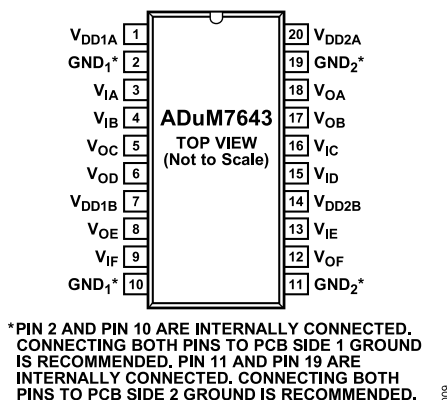 VDD1A 1 20 VDD2A
GND1* 2 19 GND2*
VIA 3 18 VOA
VIB 4 ADuM7643 17 VOB
VOC 5 TOP VIEW 16 VIC
VOD 6 (Not to Scale) 15 VID
VDD1B 7 14 VDD2B
VOE 8 13 VIE
VIF 9 12 VOF
GND1* 10 11 GND2*
*PIN 2 AND PIN 10 ARE INTERNALLY CONNECTED.
CONNECTING BOTH PINS TO PCB SIDE 1 GROUND
IS RECOMMENDED. PIN 11 AND PIN 19 ARE
INTERNALLY CONNECTED. CONNECTING BOTH
PINS TO PCB SIDE 2 GROUND IS RECOMMENDED.